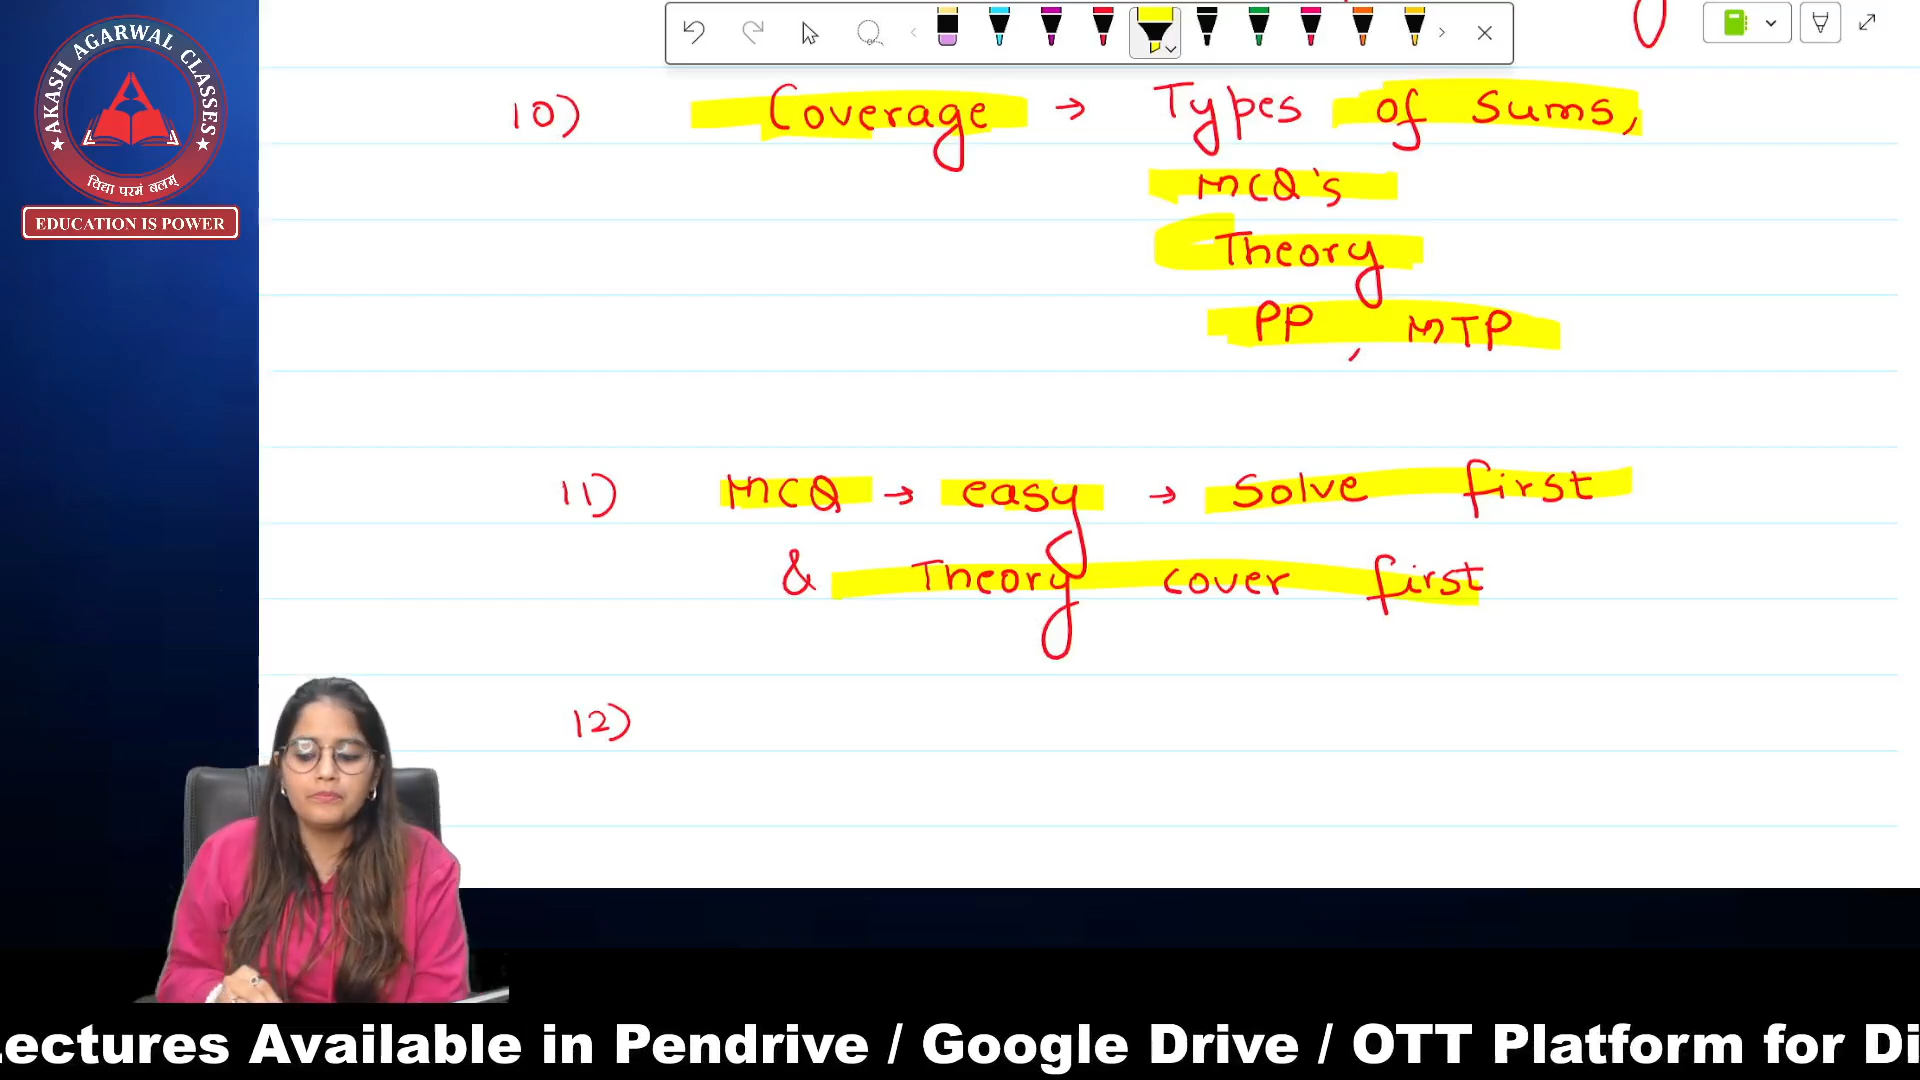 AKASH AGARWAL CLASSES
विद्या परमं बलम्
EDUCATION IS POWER
10) Coverage → Types of Sums,
MCQ's
Theory
PP, MTP
11) MCQ → easy → Solve first
& Theory cover first
12)
Lectures Available in Pendrive / Google Drive / OTT Platform for Di